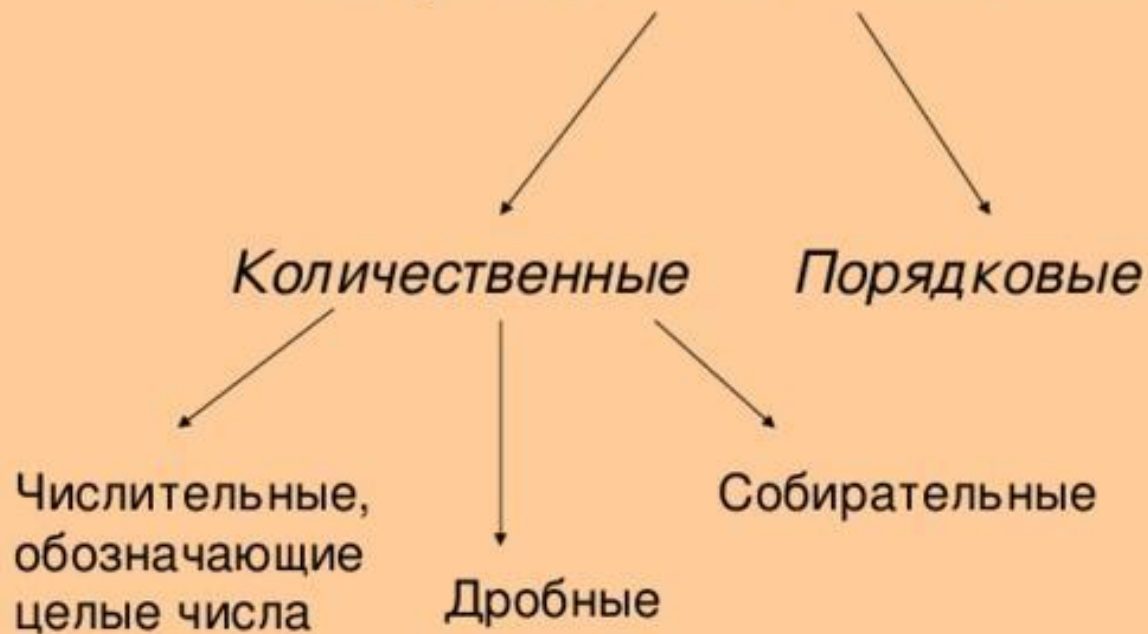 Количественные Порядковые
Числительные,
обозначающие
целые числа
Дробные
Собирательные